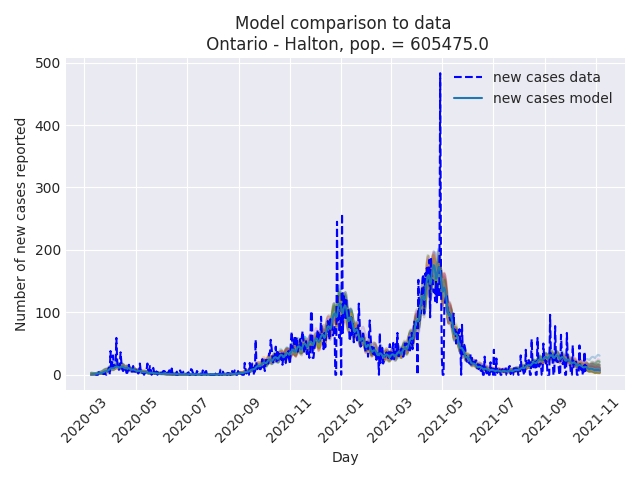 Model comparison to data
Ontario - Halton, pop. = 605475.0
new cases data
new cases model
Number of new cases reported
500
400
300
200
100
0
2020-03
2020-05
2020-07
2020-09
2020-11
2021-01
2021-03
2021-05
2021-07
2021-09
2021-11
Day